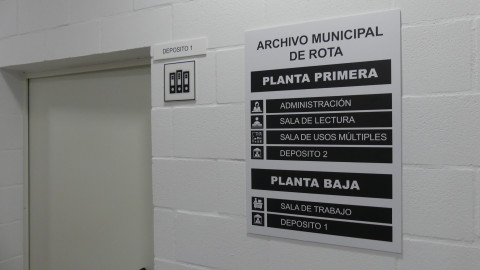 DEPOSITO 1
ARCHIVO MUNICIPAL
DE ROTA
PLANTA PRIMERA
ADMINISTRACIÓN
SALA DE LECTURA
SALA DE USOS MÚLTIPLES
DEPOSITO 2
PLANTA BAJA
SALA DE TRABAJO
DEPOSITO 1